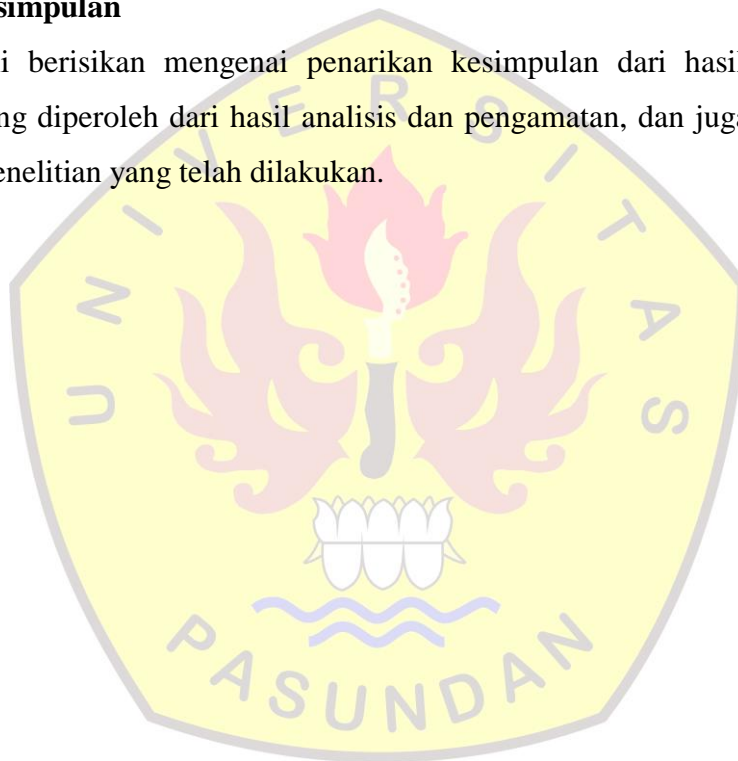 simpulan
i berisikan mengenai penarikan kesimpulan dari hasil
ng diperoleh dari hasil analisis dan pengamatan, dan juga
enelitian yang telah dilakukan.
UNIVERSITAS
PASUNDAN